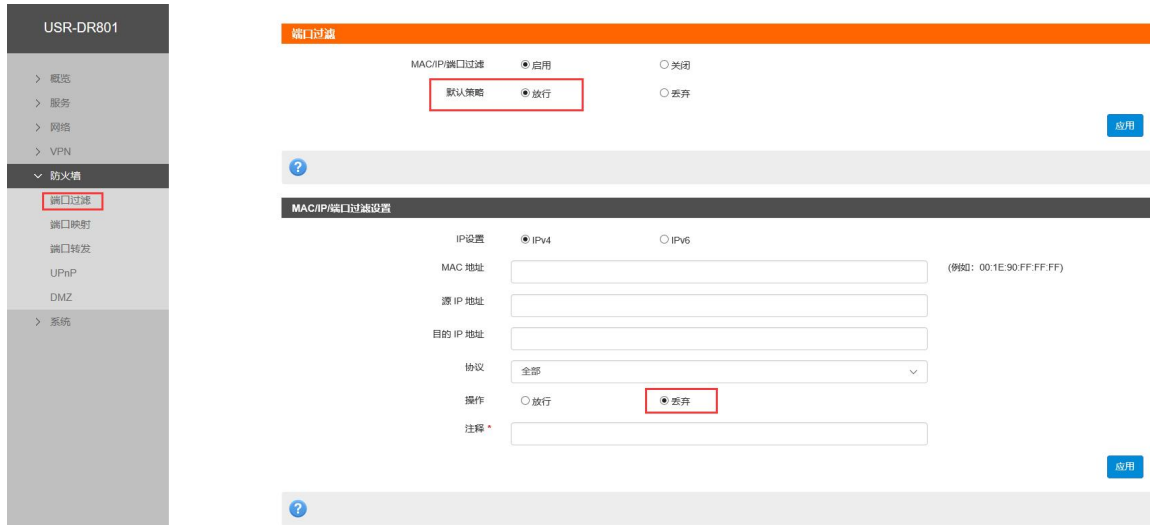 USR-DR801
概览
服务
网络
VPN
防火墙
端口过滤
端口映射
端口转发
UPnP
DMZ
系统
端口过滤
MAC/IP/端口过滤 启用 关闭
默认策略 放行 丢弃
应用
MAC/IP/端口过滤设置
IP设置 IPv4 IPv6
MAC 地址 (例如：00:1E:90:FF:FF:FF)
源 IP 地址
目的 IP 地址
协议 全部
操作 放行 丢弃
注释 *
应用